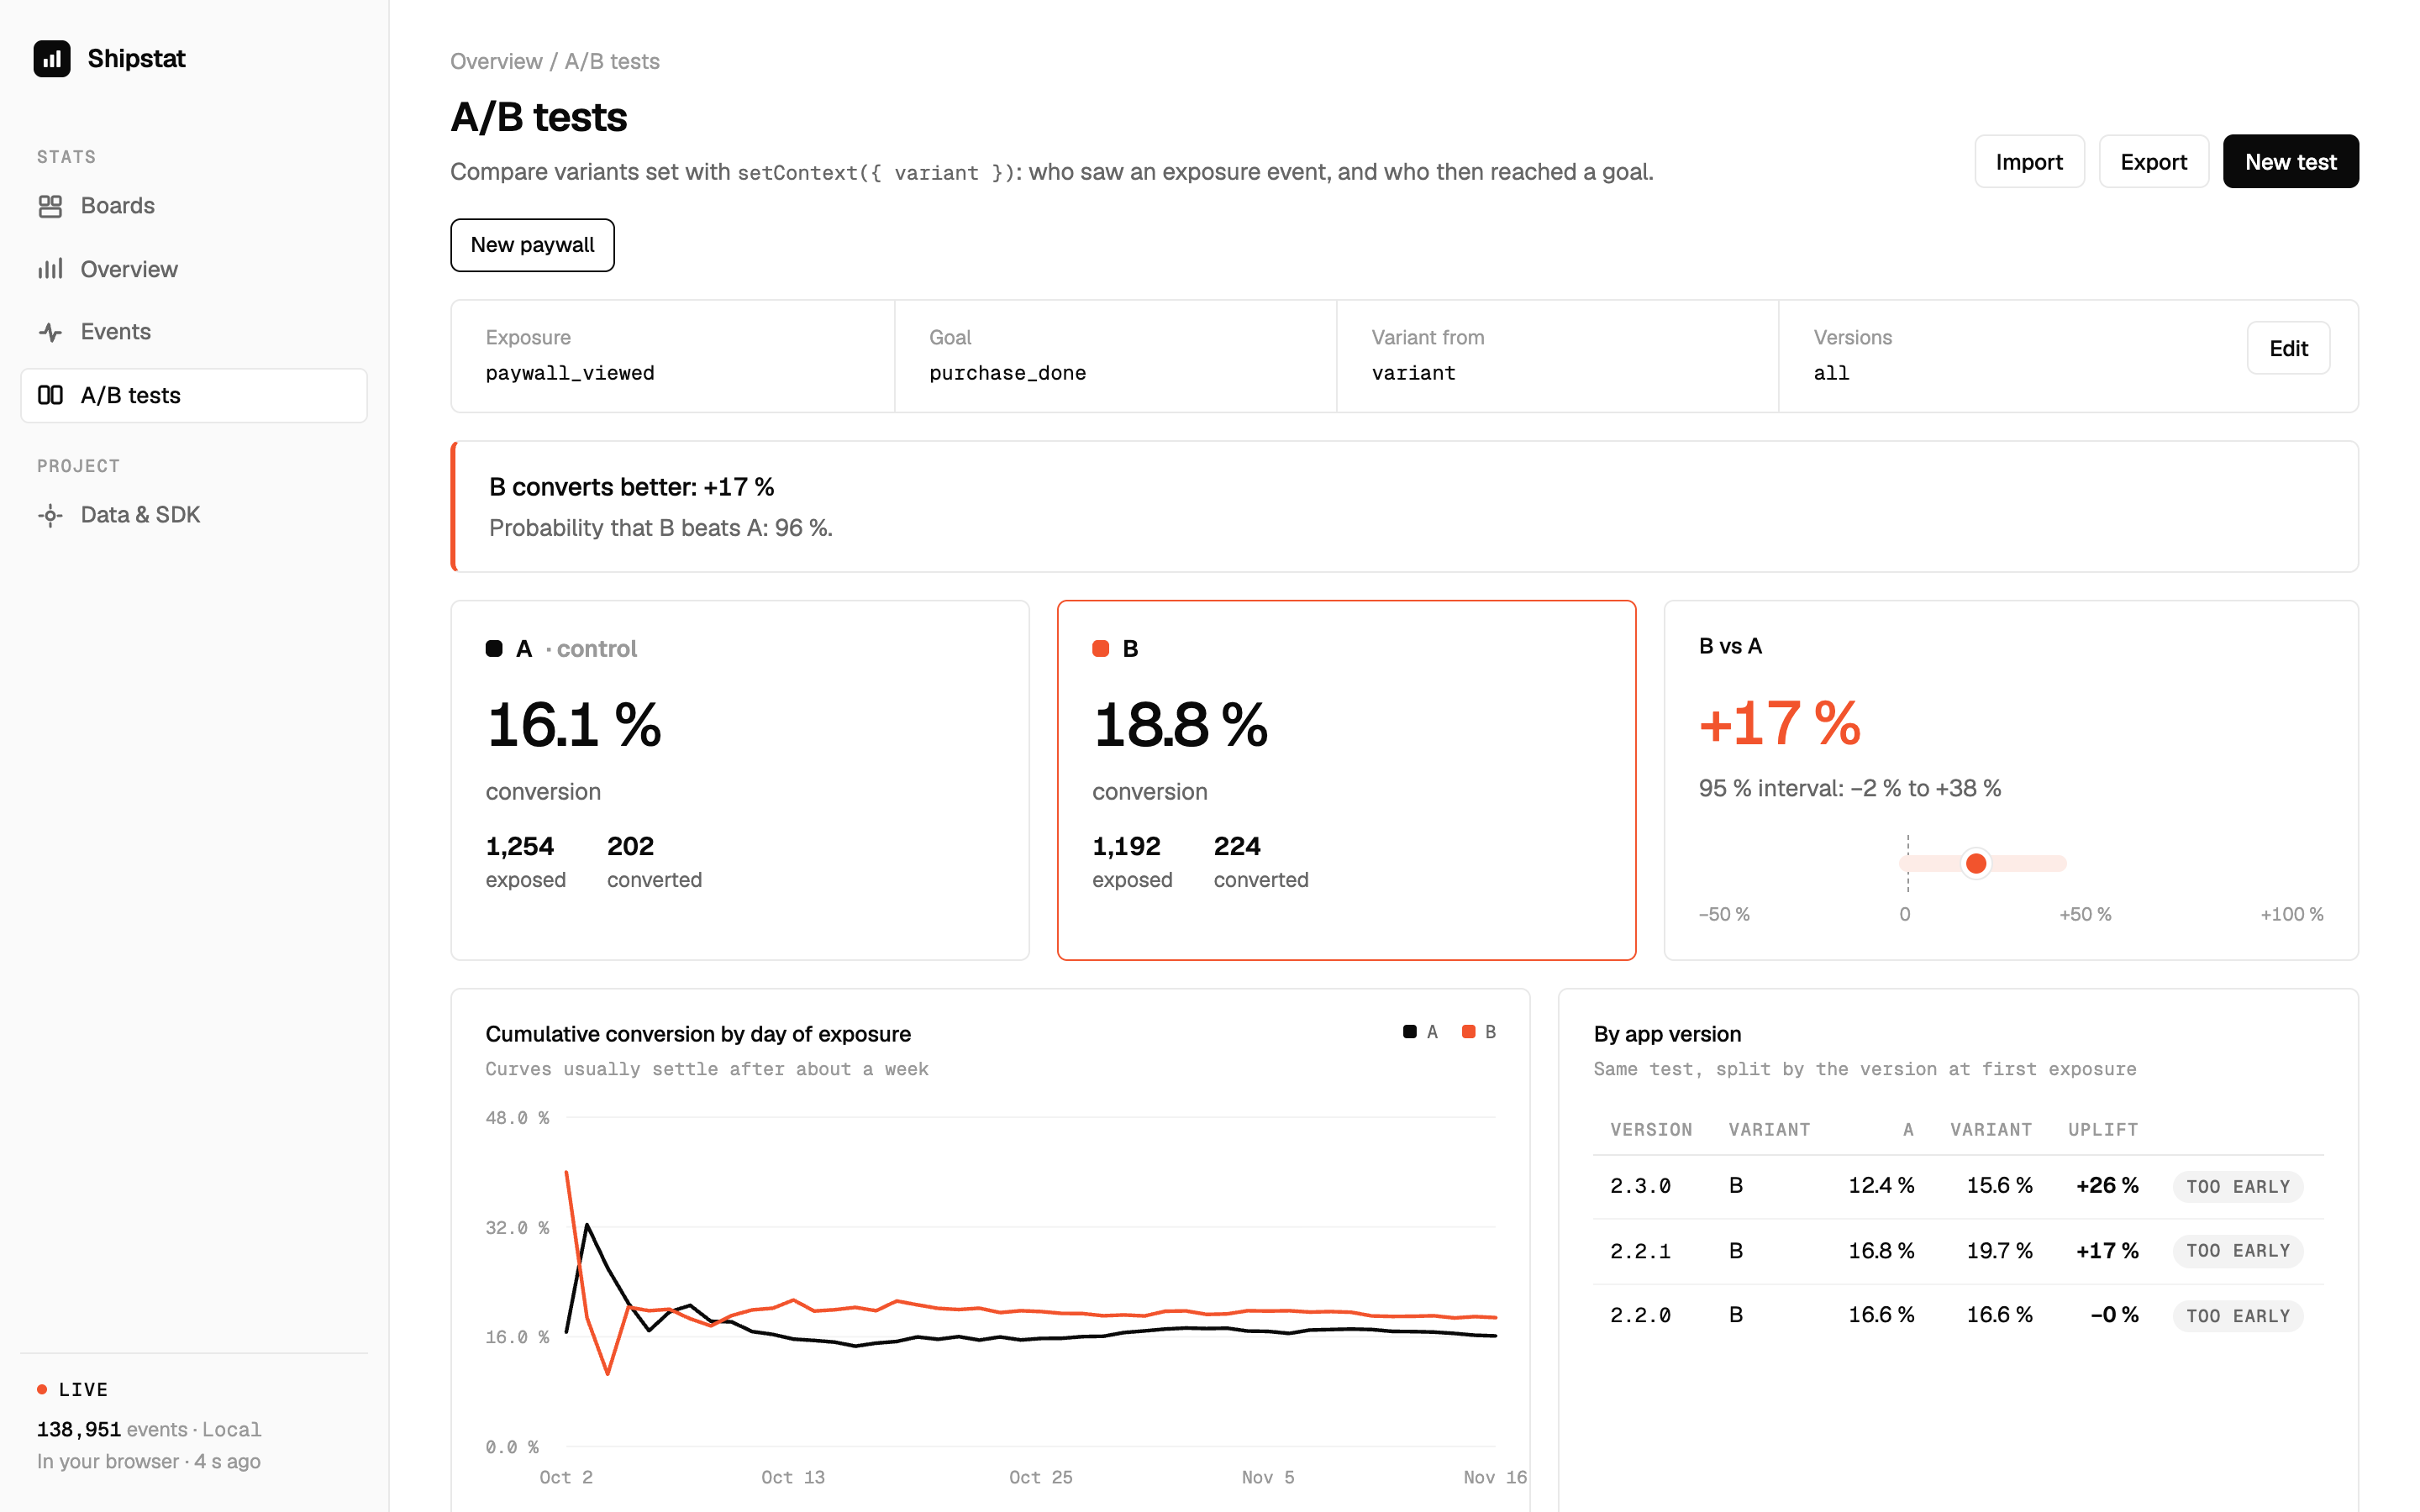 Shipstat
STATS
Boards
Overview
Events
A/B tests
PROJECT
Data & SDK
LIVE
138,951 events · Local
In your browser · 4 s ago
Overview / A/B tests
A/B tests
Compare variants set with setContext({ variant }): who saw an exposure event, and who then reached a goal.
Import
Export
New test
New paywall
Exposure
paywall_viewed
Goal
purchase_done
Variant from
variant
Versions
all
Edit
B converts better: +17 %
Probability that B beats A: 96 %.
A · control
16.1 %
conversion
1,254 202
exposed converted
B
18.8 %
conversion
1,192 224
exposed converted
B vs A
+17 %
95 % interval: −2 % to +38 %
−50 % 0 +50 % +100 %
Cumulative conversion by day of exposure
A B
Curves usually settle after about a week
48.0 %
32.0 %
16.0 %
0.0 %
Oct 2 Oct 13 Oct 25 Nov 5 Nov 16
By app version
Same test, split by the version at first exposure
VERSION VARIANT A VARIANT UPLIFT
2.3.0 B 12.4 % 15.6 % +26 % TOO EARLY
2.2.1 B 16.8 % 19.7 % +17 % TOO EARLY
2.2.0 B 16.6 % 16.6 % −0 % TOO EARLY